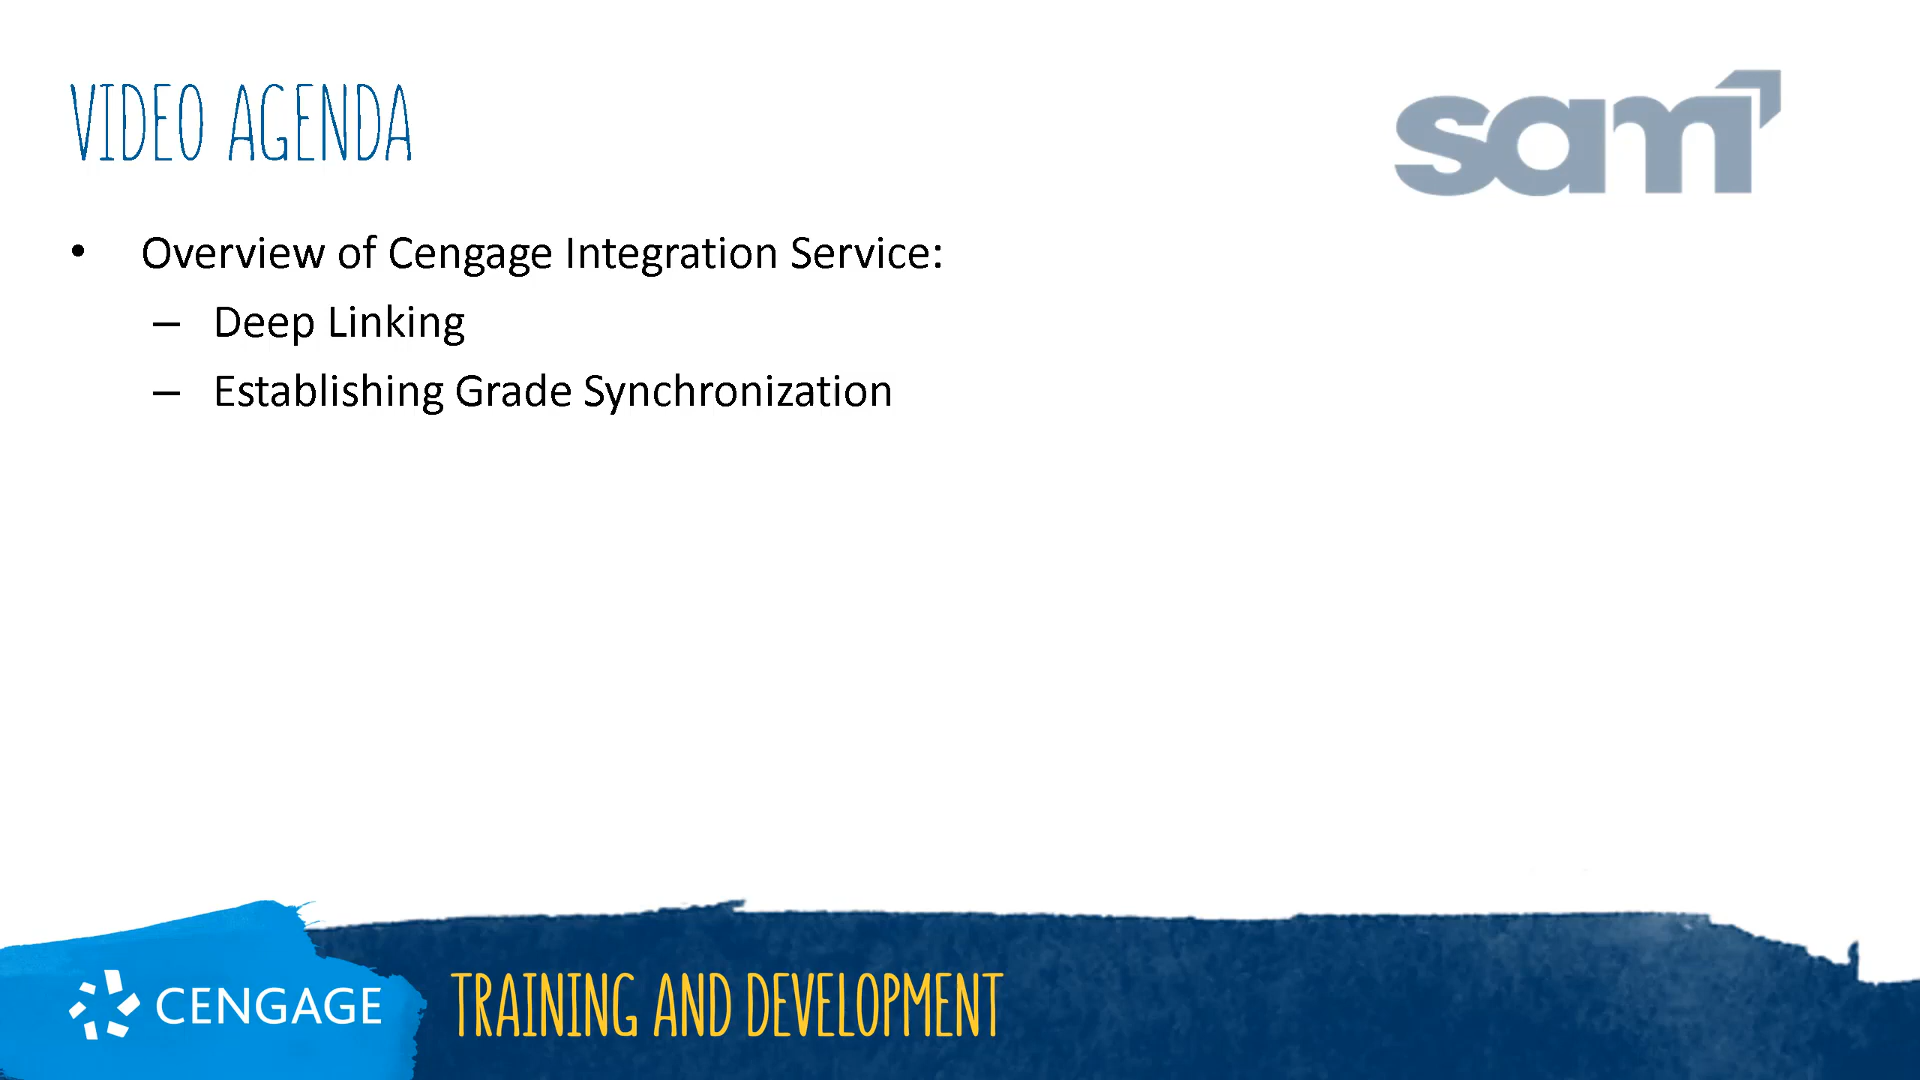 VIDEO AGENDA
sam
• Overview of Cengage Integration Service:
– Deep Linking
– Establishing Grade Synchronization
CENGAGE
TRAINING AND DEVELOPMENT